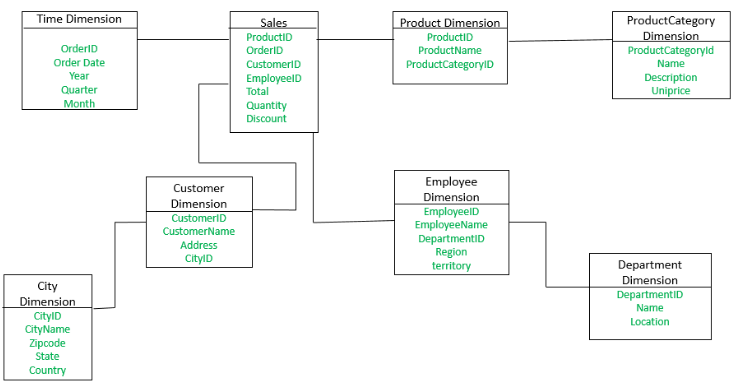 Time Dimension
OrderID
Order Date
Year
Quarter
Month
Sales
ProductID
OrderID
CustomerID
EmployeeID
Total
Quantity
Discount
Product Dimension
ProductID
ProductName
ProductCategoryID
ProductCategory
Dimension
ProductCategoryId
Name
Description
Uniprice
Customer
Dimension
CustomerID
CustomerName
Address
CityID
Employee
Dimension
EmployeeID
EmployeeName
DepartmentID
Region
territory
City
Dimension
CityID
CityName
Zipcode
State
Country
Department
Dimension
DepartmentID
Name
Location